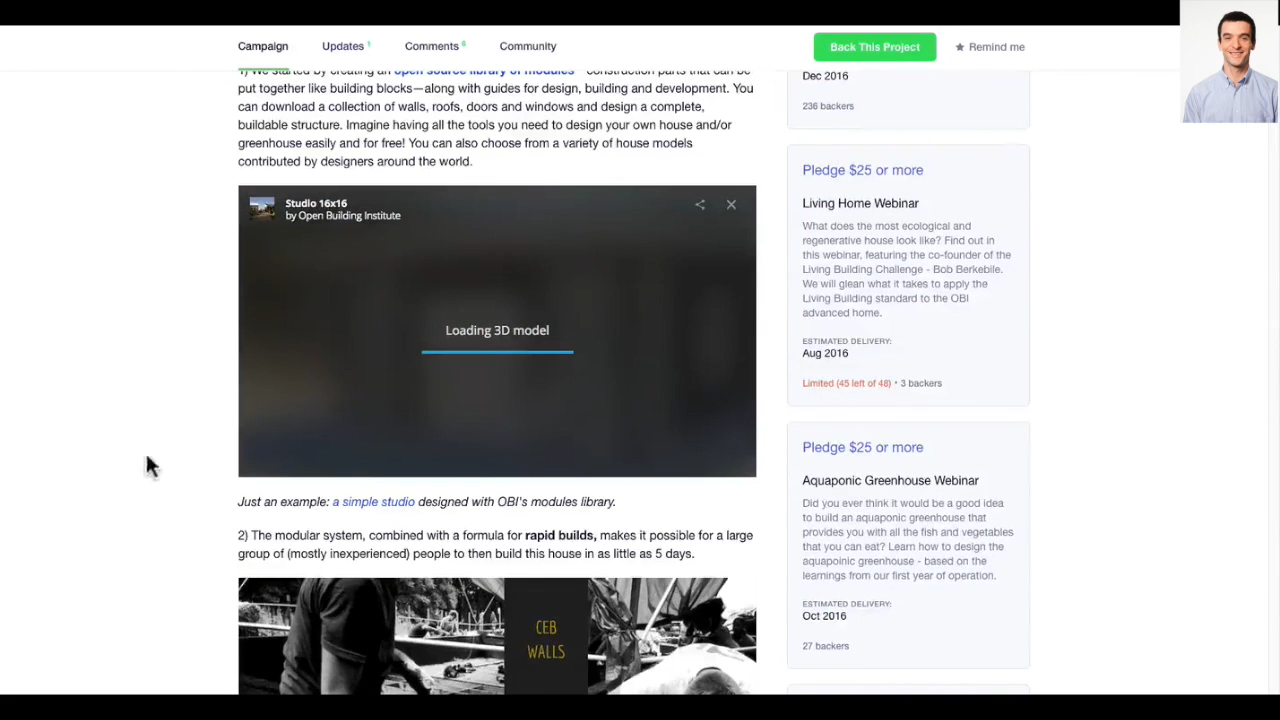 Campaign
Updates 1
Comments 6
Community
Back This Project
Remind me
1) We started by creating an open source library of modules – construction parts that can be
put together like building blocks—along with guides for design, building and development. You
can download a collection of walls, roofs, doors and windows and design a complete,
buildable structure. Imagine having all the tools you need to design your own house and/or
greenhouse easily and for free! You can also choose from a variety of house models
contributed by designers around the world.
Studio 16x16
by Open Building Institute
Loading 3D model
Just an example: a simple studio designed with OBI's modules library.
2) The modular system, combined with a formula for rapid builds, makes it possible for a large
group of (mostly inexperienced) people to then build this house in as little as 5 days.
CEB
WALLS
Dec 2016
236 backers
Pledge $25 or more
Living Home Webinar
What does the most ecological and
regenerative house look like? Find out in
this webinar, featuring the co-founder of the
Living Building Challenge - Bob Berkebile.
We will glean what it takes to apply the
Living Building standard to the OBI
advanced home.
ESTIMATED DELIVERY:
Aug 2016
Limited (45 left of 48) • 3 backers
Pledge $25 or more
Aquaponic Greenhouse Webinar
Did you ever think it would be a good idea
to build an aquaponic greenhouse that
provides you with all the fish and vegetables
that you can eat? Learn how to design the
aquapoinic greenhouse - based on the
learnings from our first year of operation.
ESTIMATED DELIVERY:
Oct 2016
27 backers